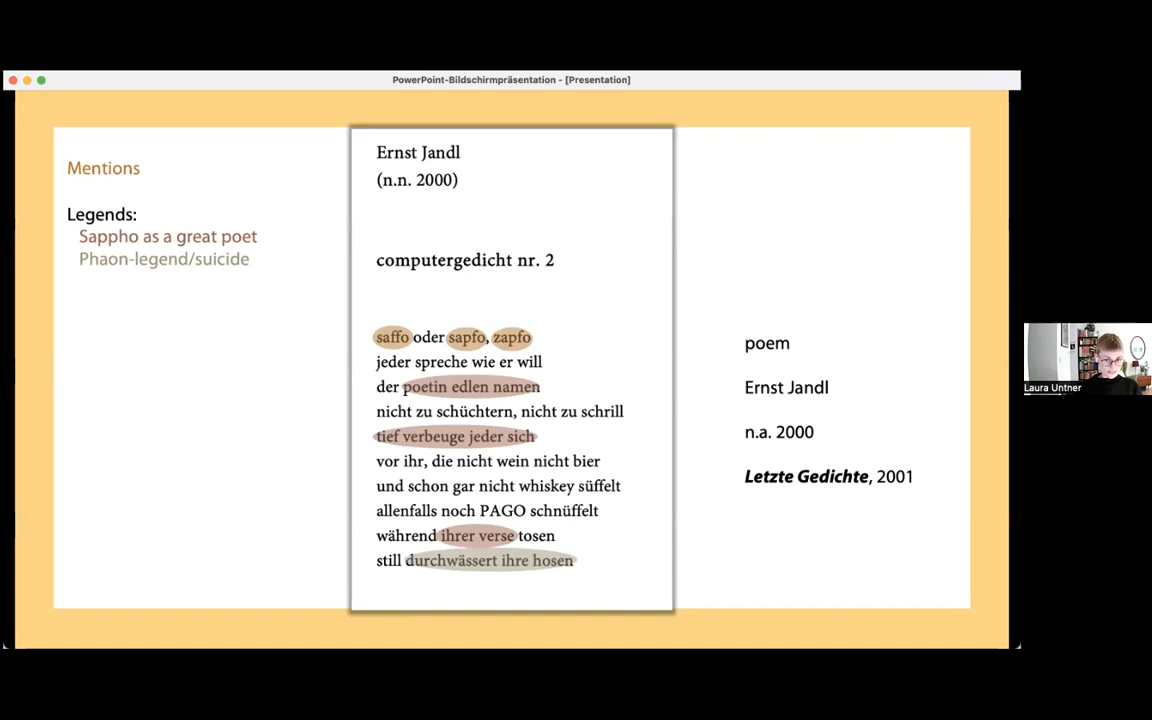 PowerPoint-Bildschirmpräsentation - [Presentation]
Mentions
Legends:
Sappho as a great poet
Phaon-legend/suicide
Ernst Jandl
(n.n. 2000)
computergedicht nr. 2
saffo oder sapfo, zapfo
jeder spreche wie er will
der poetin edlen namen
nicht zu schüchtern, nicht zu schrill
tief verbeuge jeder sich
vor ihr, die nicht wein nicht bier
und schon gar nicht whiskey süffelt
allenfalls noch PAGO schnüffelt
während ihrer verse tosen
still durchwässert ihre hosen
poem
Ernst Jandl
n.a. 2000
Letzte Gedichte, 2001
Laura Untner